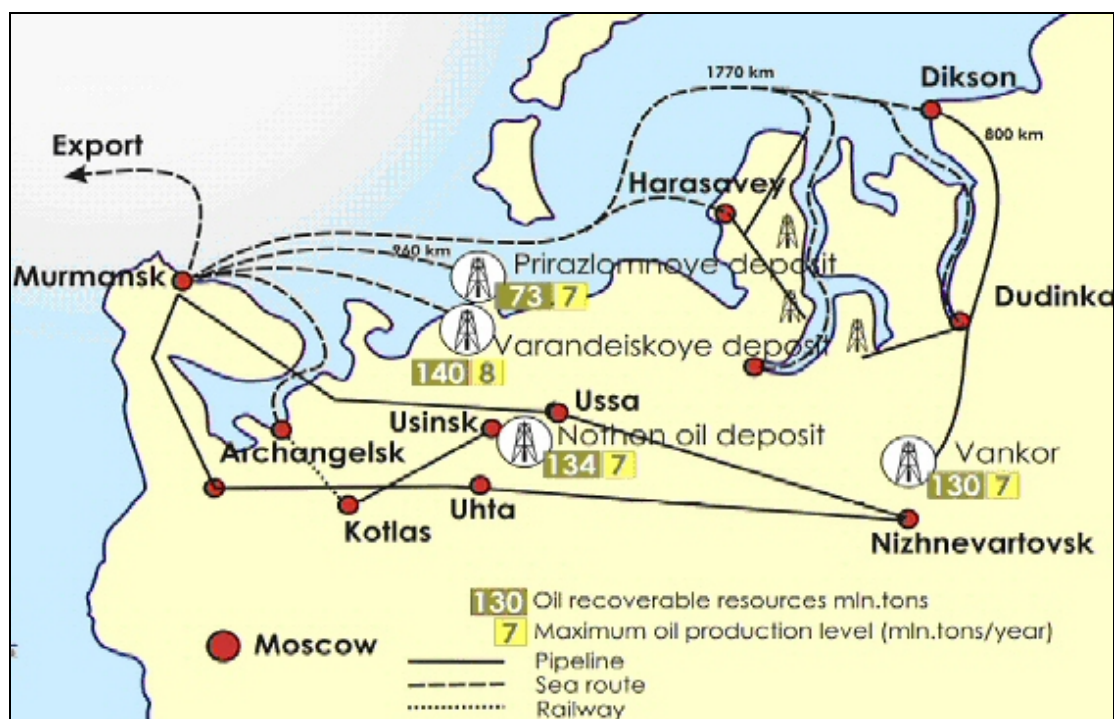 1770 km
Dikson
800 km
Export
Harasavey
960 km
Prirazlomnoye deposit
73 7
Murmansk
Dudinka
Varandeiskoye deposit
140 8
Ussa
Usinsk
Nothen oil deposit
134 7
Archangelsk
Vankor
130 7
Uhta
Kotlas
Nizhnevartovsk
130 Oil recoverable resources mln.tons
7 Maximum oil production level (mln.tons/year)
Moscow
Pipeline
Sea route
Railway